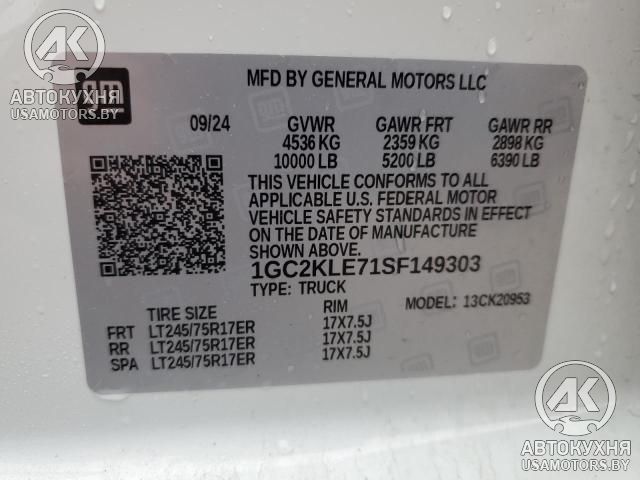 AK
АВТОКУХНЯ
USAMOTORS.BY
gm
MFD BY GENERAL MOTORS LLC
09/24 GVWR GAWR FRT GAWR RR
4536 KG 2359 KG 2898 KG
10000 LB 5200 LB 6390 LB
THIS VEHICLE CONFORMS TO ALL
APPLICABLE U.S. FEDERAL MOTOR
VEHICLE SAFETY STANDARDS IN EFFECT
ON THE DATE OF MANUFACTURE
SHOWN ABOVE.
1GC2KLE71SF149303
TYPE: TRUCK MODEL: 13CK20953
TIRE SIZE RIM
FRT LT245/75R17ER 17X7.5J
RR LT245/75R17ER 17X7.5J
SPA LT245/75R17ER 17X7.5J
AK
АВТОКУХНЯ
USAMOTORS.BY